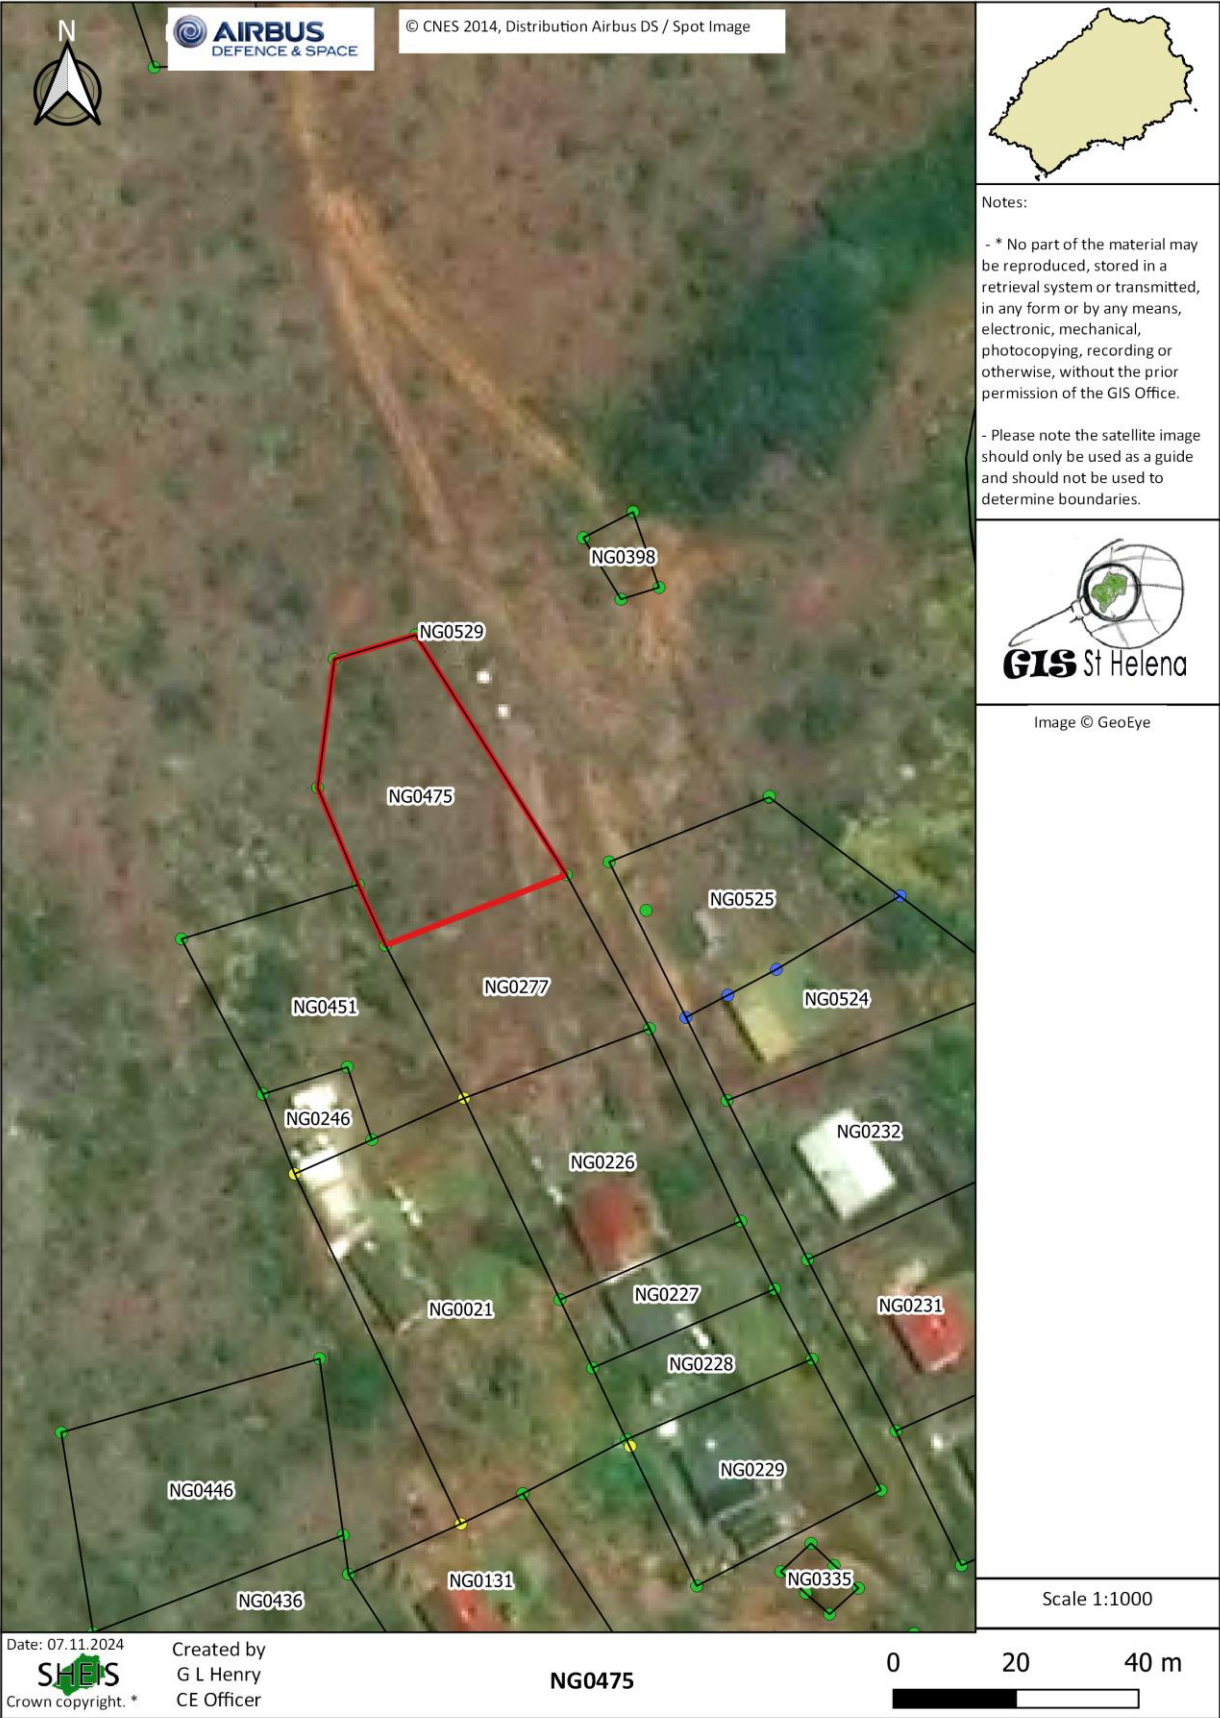 N
AIRBUS
DEFENCE & SPACE
© CNES 2014, Distribution Airbus DS / Spot Image
Notes:
- * No part of the material may
be reproduced, stored in a
retrieval system or transmitted,
in any form or by any means,
electronic, mechanical,
photocopying, recording or
otherwise, without the prior
permission of the GIS Office.
- Please note the satellite image
should only be used as a guide
and should not be used to
determine boundaries.
GIS St Helena
Image © GeoEye
NG0398
NG0529
NG0475
NG0525
NG0277
NG0524
NG0451
NG0246
NG0232
NG0226
NG0227
NG0231
NG0021
NG0228
NG0229
NG0446
NG0131
NG0335
NG0436
Scale 1:1000
Date: 07.11.2024
SHEIS
Crown copyright. *
Created by
G L Henry
CE Officer
NG0475
0 20 40 m